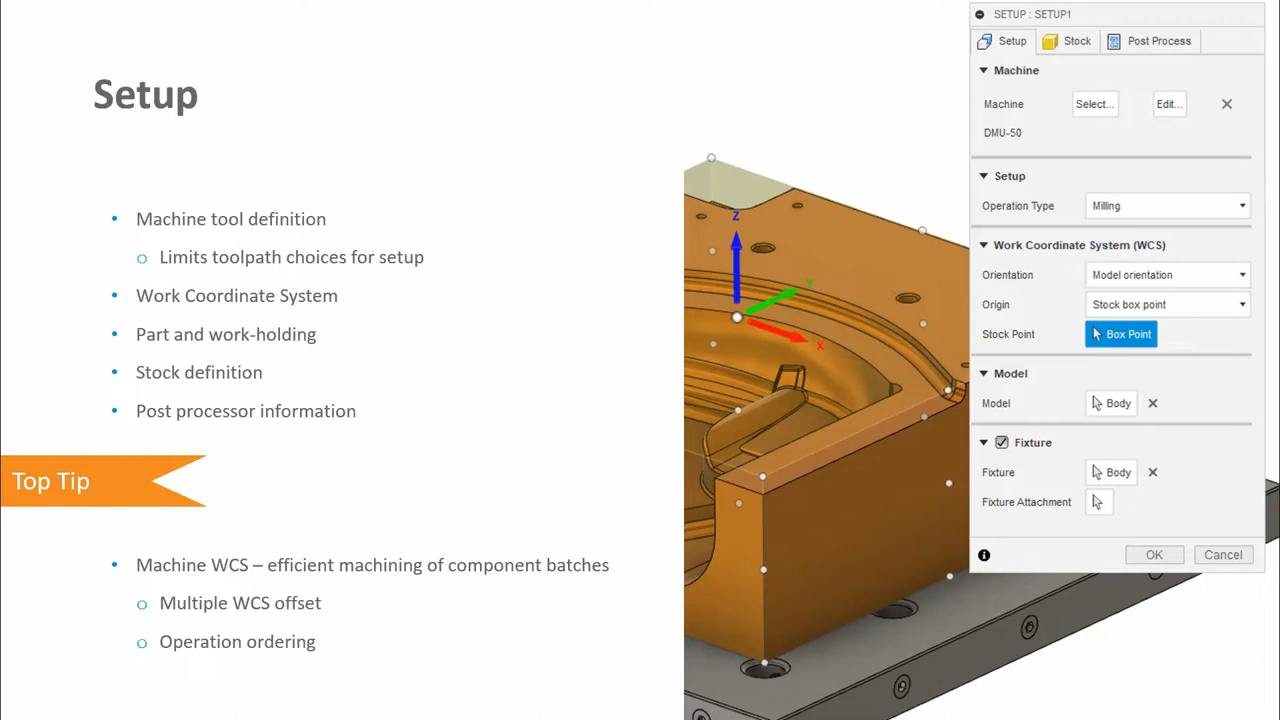 Setup
Machine tool definition
Limits toolpath choices for setup
Work Coordinate System
Part and work-holding
Stock definition
Post processor information
Top Tip
Machine WCS – efficient machining of component batches
Multiple WCS offset
Operation ordering
Z
Y
X
SETUP : SETUP1
Setup Stock Post Process
Machine
Machine Select... Edit...
DMU-50
Setup
Operation Type Milling
Work Coordinate System (WCS)
Orientation Model orientation
Origin Stock box point
Stock Point Box Point
Model
Model Body
Fixture
Fixture Body
Fixture Attachment
OK Cancel